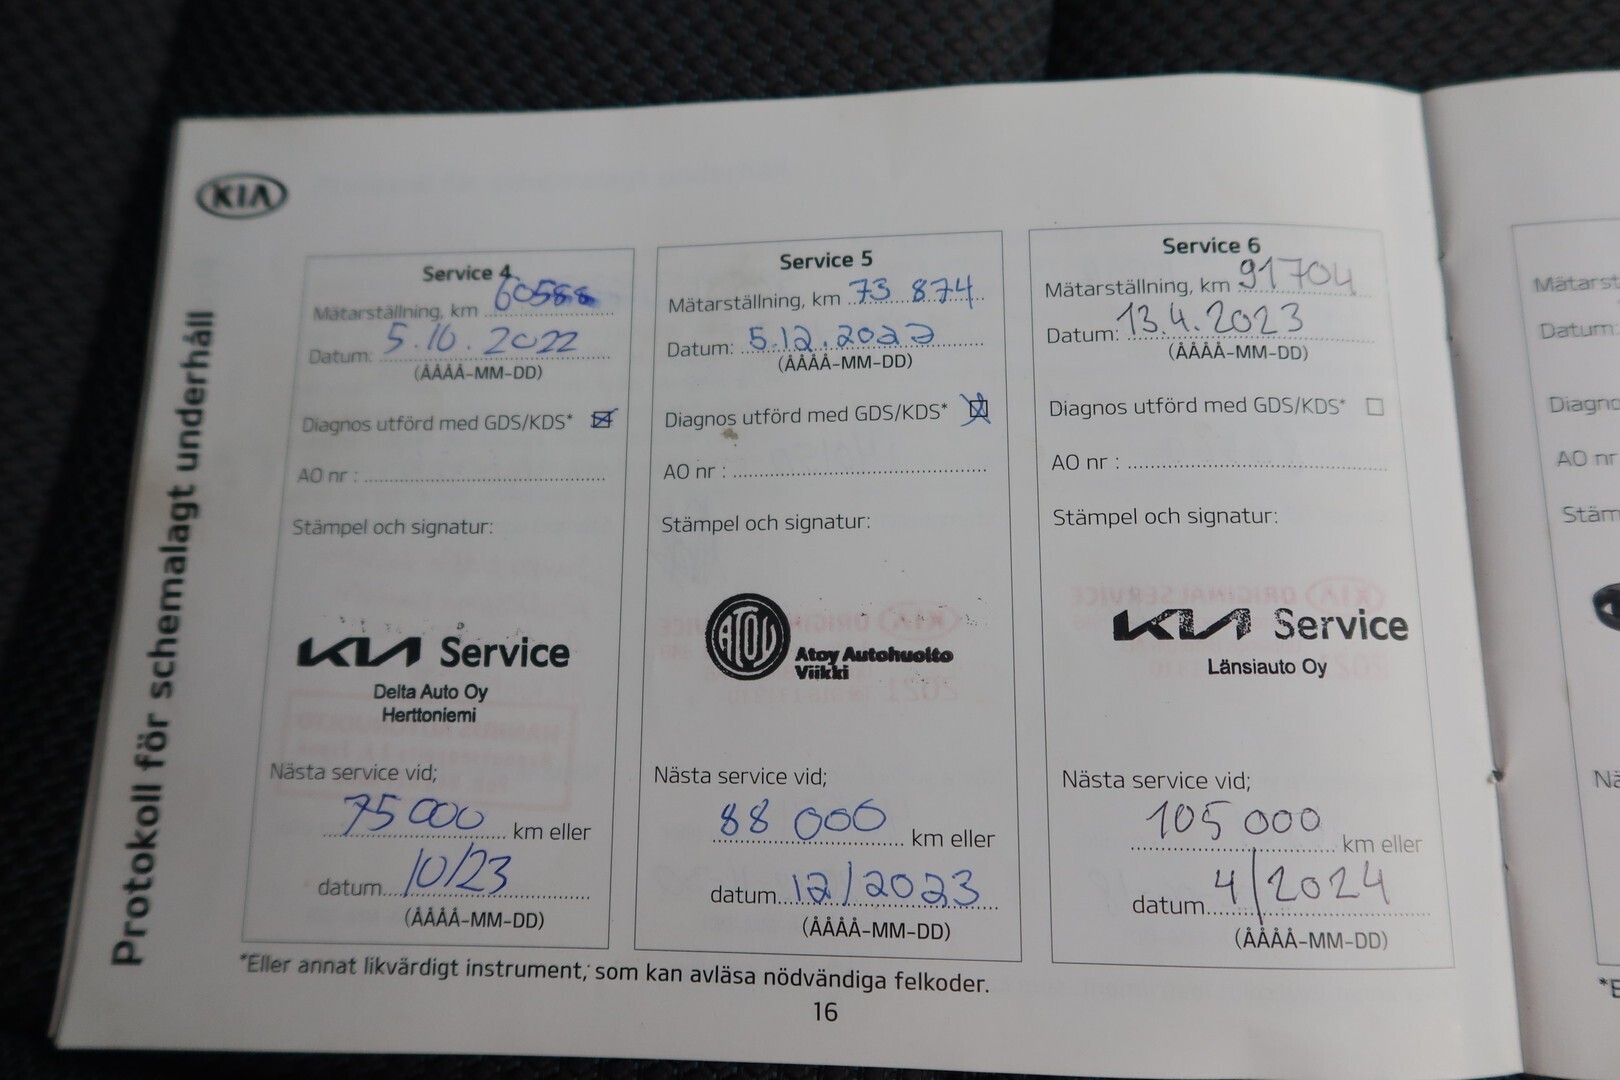 KIA
Protokoll för schemalagt underhåll
Service 4
Mätarställning, km 60588
Datum: 5.10.2022
(ÅÅÅÅ-MM-DD)
Diagnos utförd med GDS/KDS*
AO nr :
Stämpel och signatur:
KIA Service
Delta Auto Oy
Herttoniemi
Nästa service vid;
75 000 km eller
datum 10/23
(ÅÅÅÅ-MM-DD)
Service 5
Mätarställning, km 73 874
Datum: 5.12.2022
(ÅÅÅÅ-MM-DD)
Diagnos utförd med GDS/KDS*
AO nr :
Stämpel och signatur:
ATOY
Atoy Autohuolto
Viikki
Nästa service vid;
88 000 km eller
datum 12/2023
(ÅÅÅÅ-MM-DD)
Service 6
Mätarställning, km 91704
Datum: 13.4.2023
(ÅÅÅÅ-MM-DD)
Diagnos utförd med GDS/KDS*
AO nr :
Stämpel och signatur:
KIA Service
Länsiauto Oy
Nästa service vid;
105 000 km eller
datum 4/2024
(ÅÅÅÅ-MM-DD)
*Eller annat likvärdigt instrument, som kan avläsa nödvändiga felkoder.
16
Datum:
AO nr